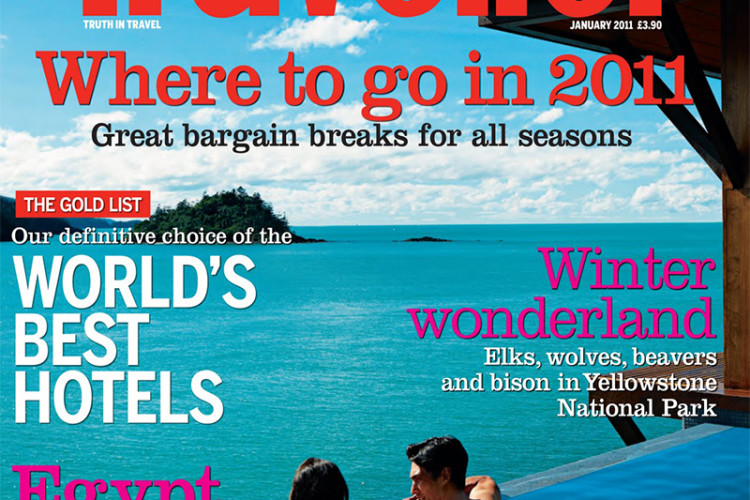 Traveller
TRUTH IN TRAVEL
JANUARY 2011 £3.90
Where to go in 2011
Great bargain breaks for all seasons
THE GOLD LIST
Our definitive choice of the
WORLD'S
BEST
HOTELS
Winter
wonderland
Elks, wolves, beavers
and bison in Yellowstone
National Park
Egypt